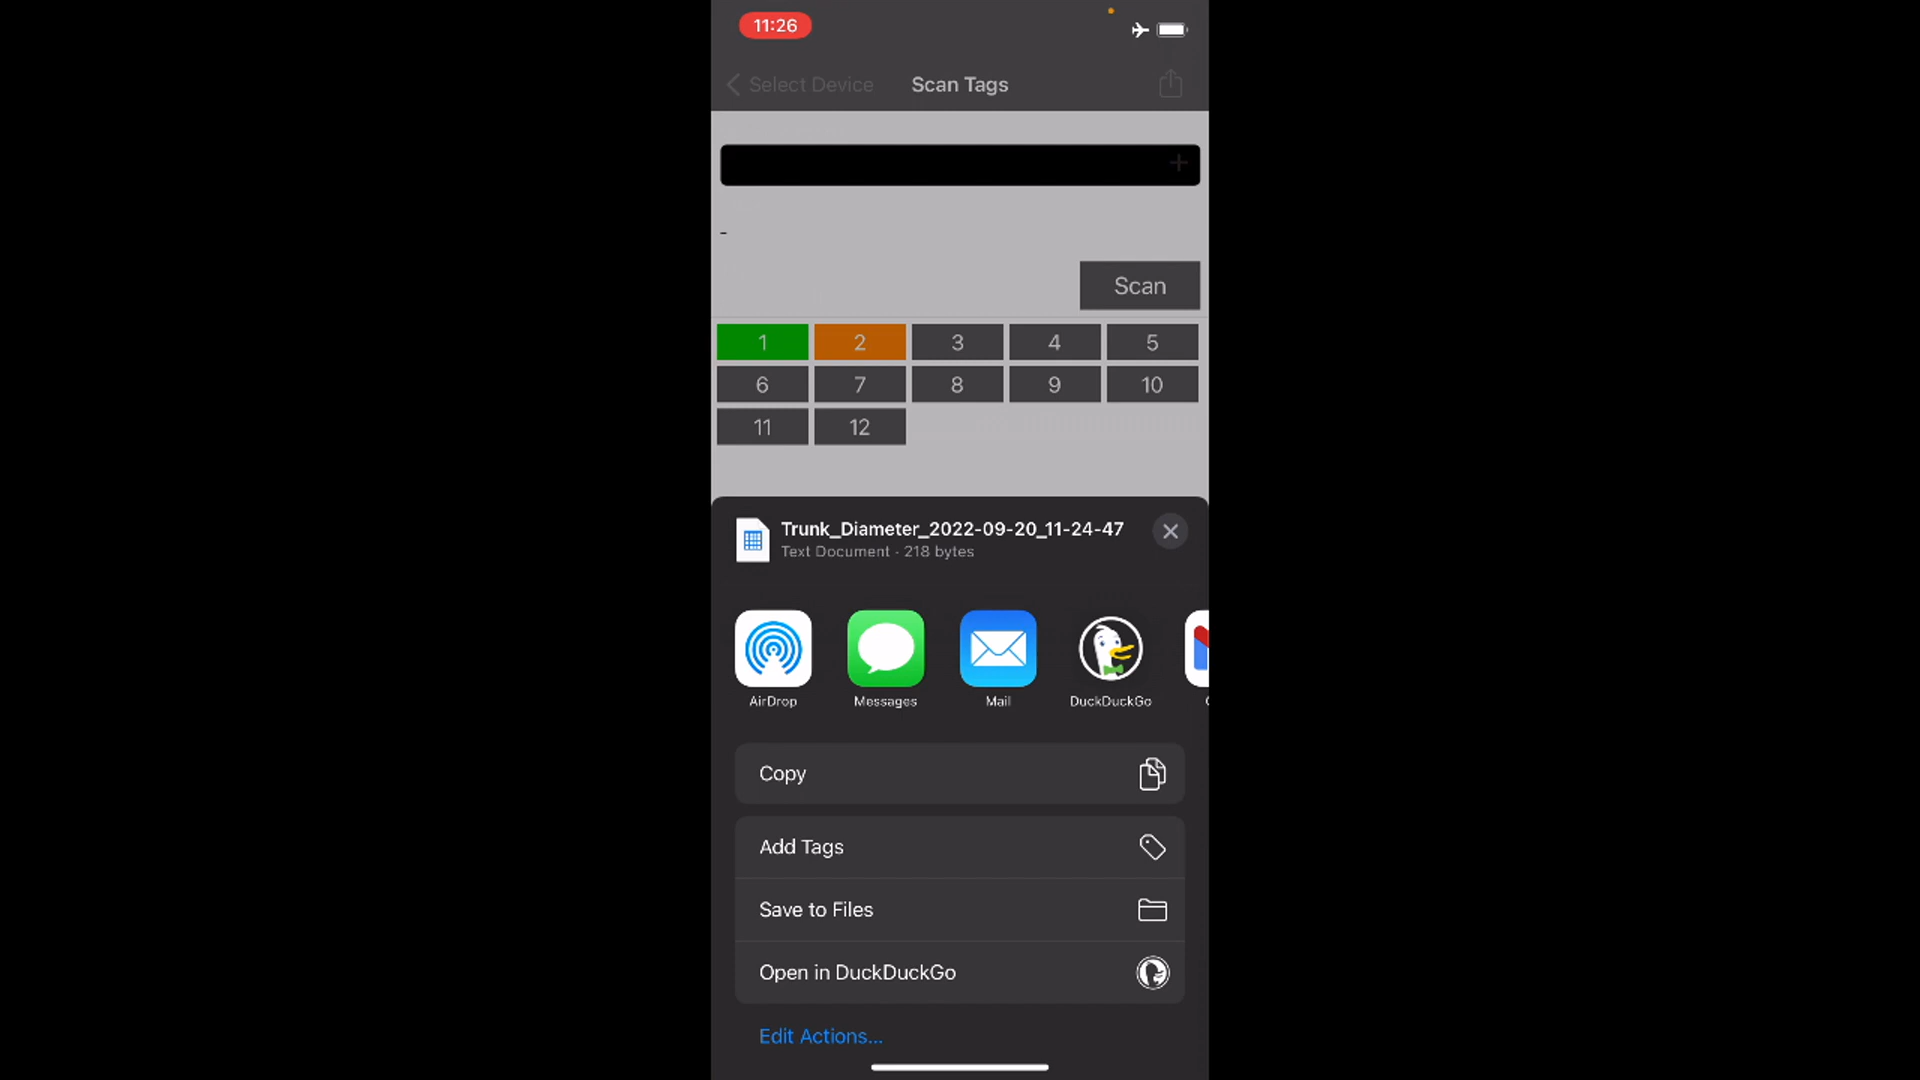 11:26
Select Device
Scan Tags
+
-
Scan
1 2 3 4 5
6 7 8 9 10
11 12
Trunk_Diameter_2022-09-20_11-24-47
Text Document · 218 bytes
AirDrop
Messages
Mail
DuckDuckGo
Copy
Add Tags
Save to Files
Open in DuckDuckGo
Edit Actions...